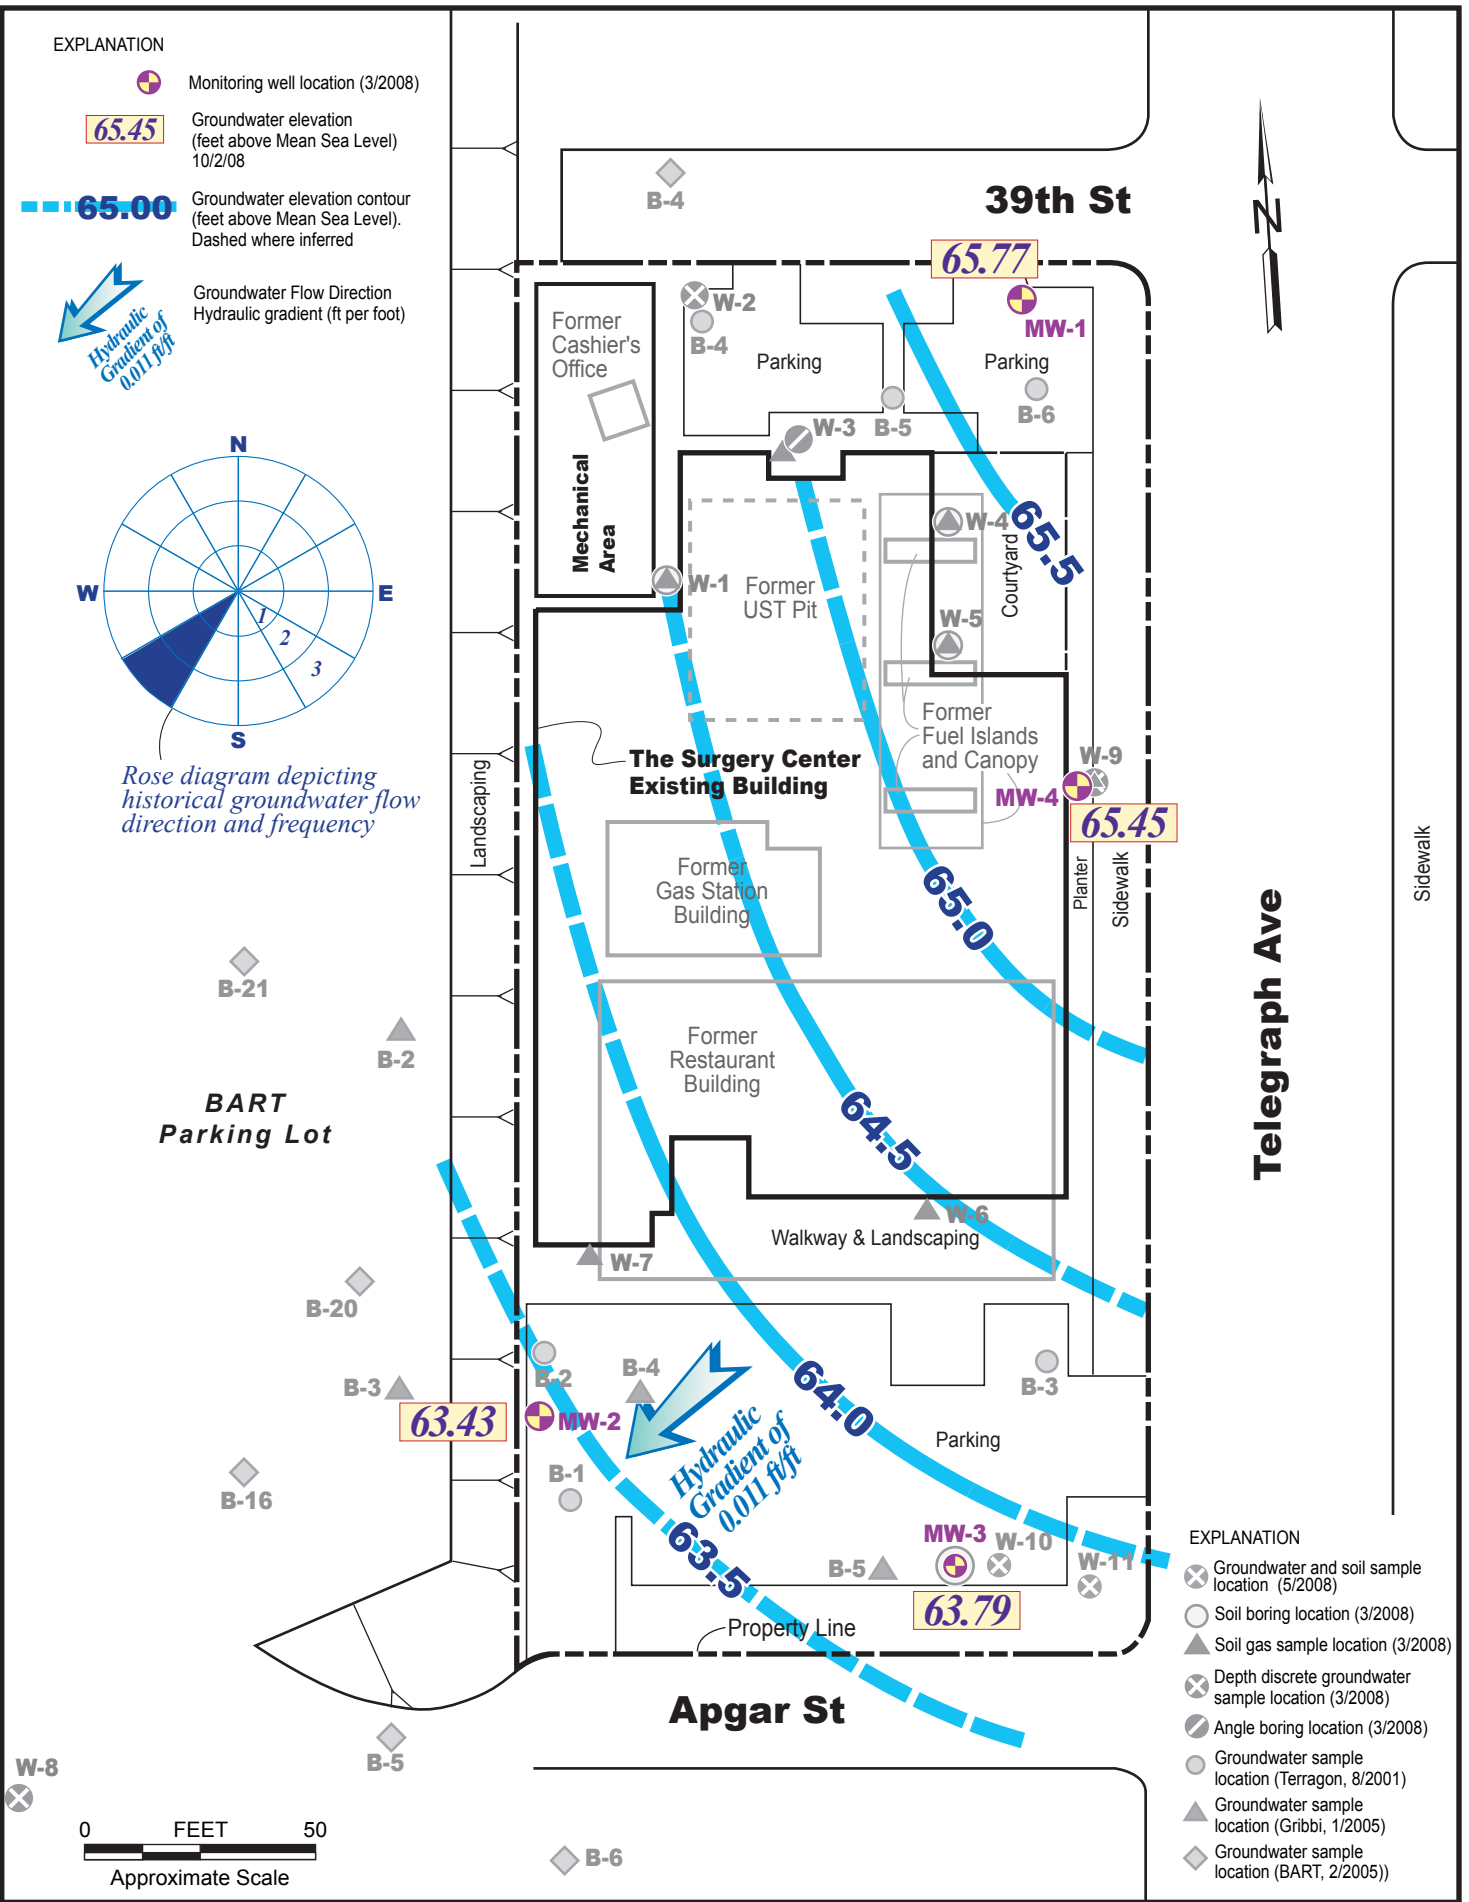 EXPLANATION
Monitoring well location (3/2008)
65.45
Groundwater elevation
(feet above Mean Sea Level)
10/2/08
65.00
Groundwater elevation contour
(feet above Mean Sea Level).
Dashed where inferred
Groundwater Flow Direction
Hydraulic gradient (ft per foot)
Hydraulic
Gradient of
0.011 ft/ft
N
W
E
S
1
2
3
Rose diagram depicting
historical groundwater flow
direction and frequency
B-4
39th St
N
65.77
MW-1
W-2
B-4
Former
Cashier's
Office
Parking
Parking
B-6
W-3
B-5
Mechanical
Area
W-4
65.5
Courtyard
W-1
Former
UST Pit
W-5
Former
Fuel Islands
and Canopy
The Surgery Center
Existing Building
W-9
MW-4
65.45
Landscaping
Planter
Sidewalk
Sidewalk
Former
Gas Station
Building
65.0
Telegraph Ave
B-21
B-2
Former
Restaurant
Building
BART
Parking Lot
64.5
W-6
Walkway & Landscaping
W-7
B-20
B-2
B-4
B-3
B-3
64.0
63.43
MW-2
Hydraulic
Gradient of
0.011 ft/ft
Parking
B-1
B-16
63.5
MW-3
W-10
W-11
B-5
63.79
Property Line
Apgar St
B-5
W-8
0 FEET 50
Approximate Scale
B-6
EXPLANATION
Groundwater and soil sample
location (5/2008)
Soil boring location (3/2008)
Soil gas sample location (3/2008)
Depth discrete groundwater
sample location (3/2008)
Angle boring location (3/2008)
Groundwater sample
location (Terragon, 8/2001)
Groundwater sample
location (Gribbi, 1/2005)
Groundwater sample
location (BART, 2/2005))